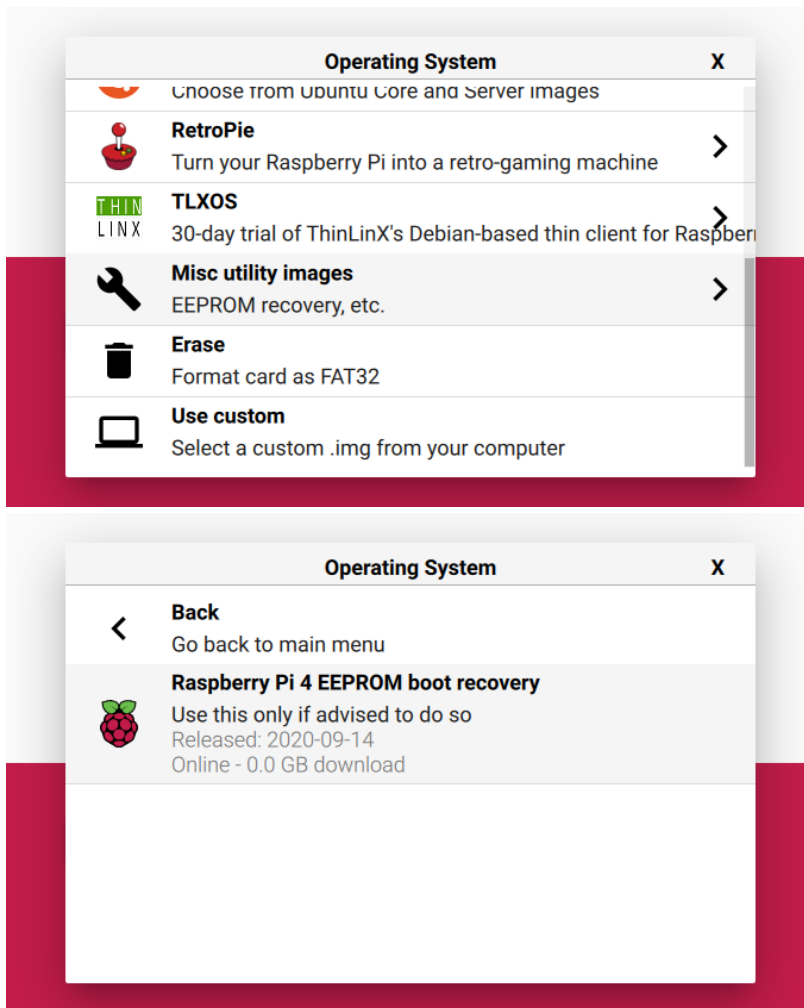 Operating System X
Choose from Ubuntu Core and Server images
RetroPie
Turn your Raspberry Pi into a retro-gaming machine
THIN
LINX
TLXOS
30-day trial of ThinLinX's Debian-based thin client for Raspberr
Misc utility images
EEPROM recovery, etc.
Erase
Format card as FAT32
Use custom
Select a custom .img from your computer
Operating System X
Back
Go back to main menu
Raspberry Pi 4 EEPROM boot recovery
Use this only if advised to do so
Released: 2020-09-14
Online - 0.0 GB download